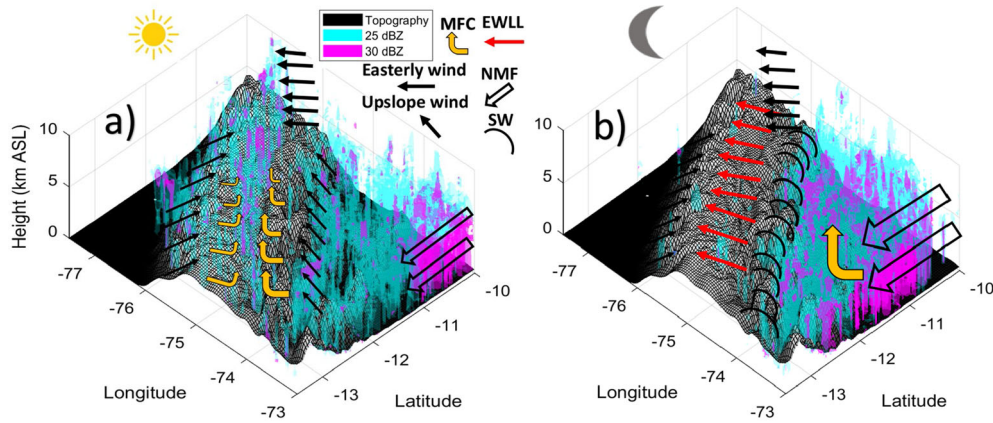 Topography
25 dBZ
30 dBZ
MFC
EWLL
Easterly wind
Upslope wind
NMF
SW
a)
Height (km ASL)
10
5
0
-77
-76
-75
-74
-73
Longitude
-13
-12
-11
-10
Latitude
b)
10
5
0
-77
-76
-75
-74
-73
Longitude
-13
-12
-11
-10
Latitude